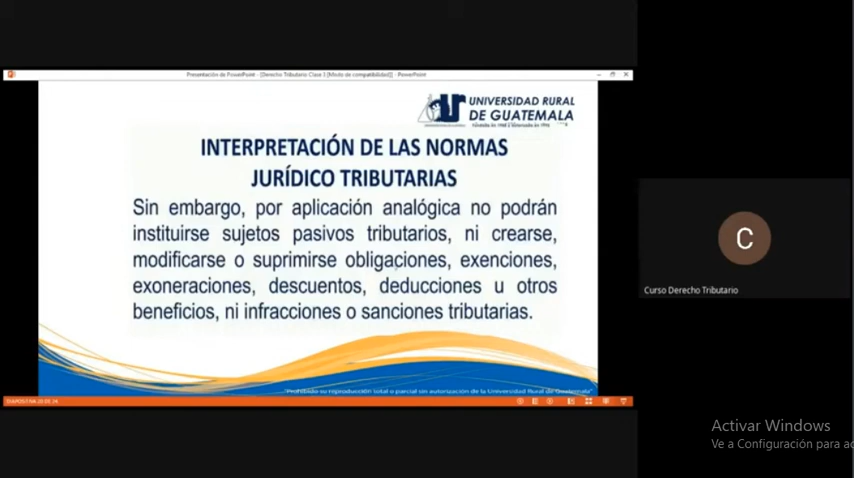 Presentación de PowerPoint - [Derecho Tributario Clase 3 [Modo de compatibilidad]] - PowerPoint
UNIVERSIDAD RURAL
DE GUATEMALA
INTERPRETACIÓN DE LAS NORMAS
JURÍDICO TRIBUTARIAS
Sin embargo, por aplicación analógica no podrán
instituirse sujetos pasivos tributarios, ni crearse,
modificarse o suprimirse obligaciones, exenciones,
exoneraciones, descuentos, deducciones u otros
beneficios, ni infracciones o sanciones tributarias.
"Prohibido su reproducción total o parcial sin autorización de la Universidad Rural de Guatemala"
C
Curso Derecho Tributario
Activar Windows
Ve a Configuración para ac